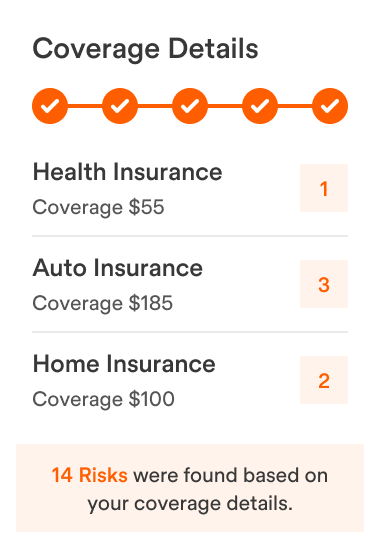 Coverage Details
Health Insurance
Coverage $55
1
Auto Insurance
Coverage $185
3
Home Insurance
Coverage $100
2
14 Risks were found based on
your coverage details.